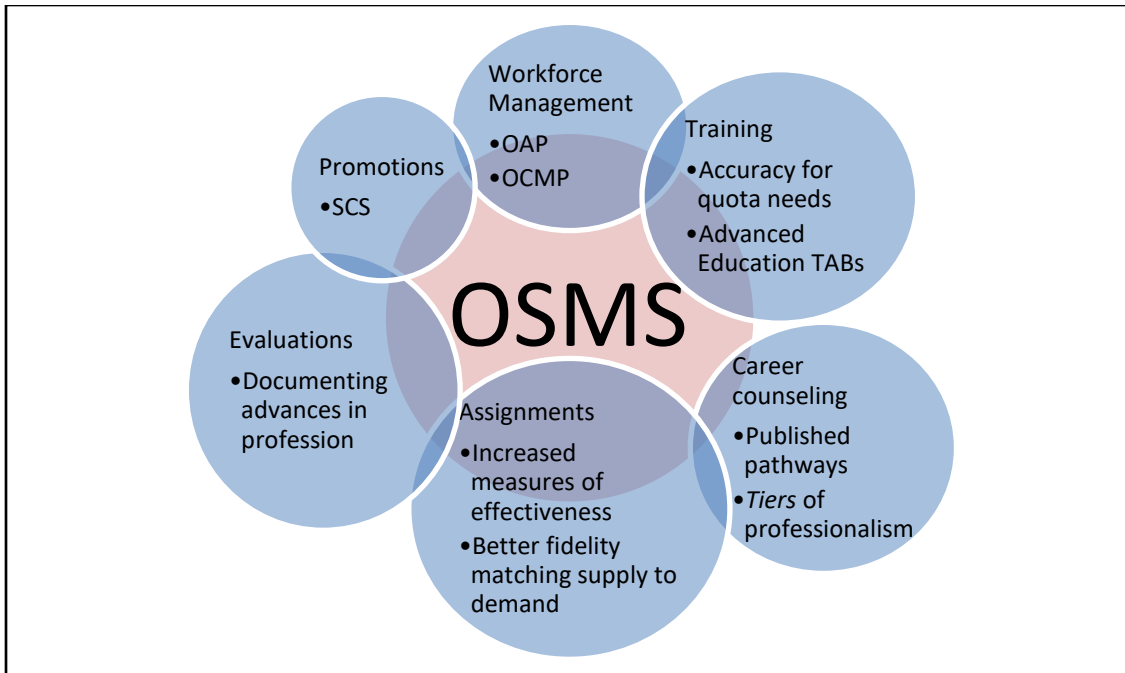 Workforce
Management
•OAP
•OCMP
Training
•Accuracy for
quota needs
•Advanced
Education TABs
Promotions
•SCS
OSMS
Evaluations
•Documenting
advances in
profession
Assignments
•Increased
measures of
effectiveness
•Better fidelity
matching supply to
demand
Career
counseling
•Published
pathways
•Tiers of
professionalism